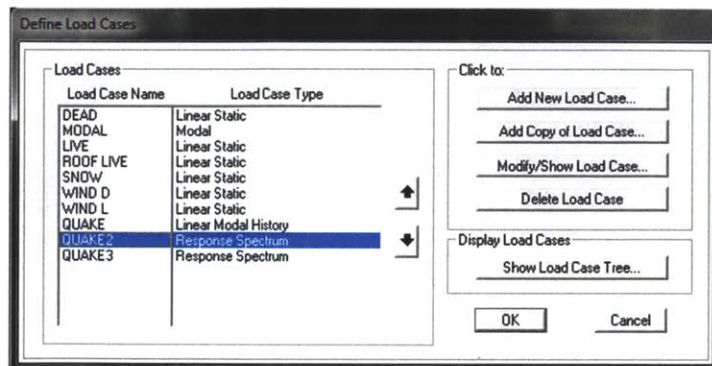 Define Load Cases
Load Cases
Load Case Name Load Case Type
DEAD Linear Static
MODAL Modal
LIVE Linear Static
ROOF LIVE Linear Static
SNOW Linear Static
WIND D Linear Static
WIND L Linear Static
QUAKE Linear Modal History
QUAKE2 Response Spectrum
QUAKE3 Response Spectrum
Click to:
Add New Load Case...
Add Copy of Load Case...
Modify/Show Load Case...
Delete Load Case
Display Load Cases
Show Load Case Tree...
OK Cancel